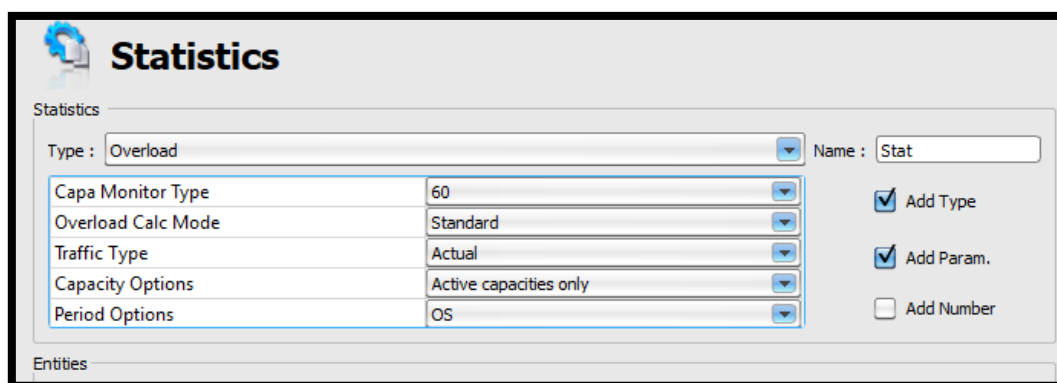 Statistics
Statistics
Type : Overload Name : Stat
Capa Monitor Type 60
Add Type
Overload Calc Mode Standard
Traffic Type Actual
Add Param.
Capacity Options Active capacities only
Period Options OS
Add Number
Entities